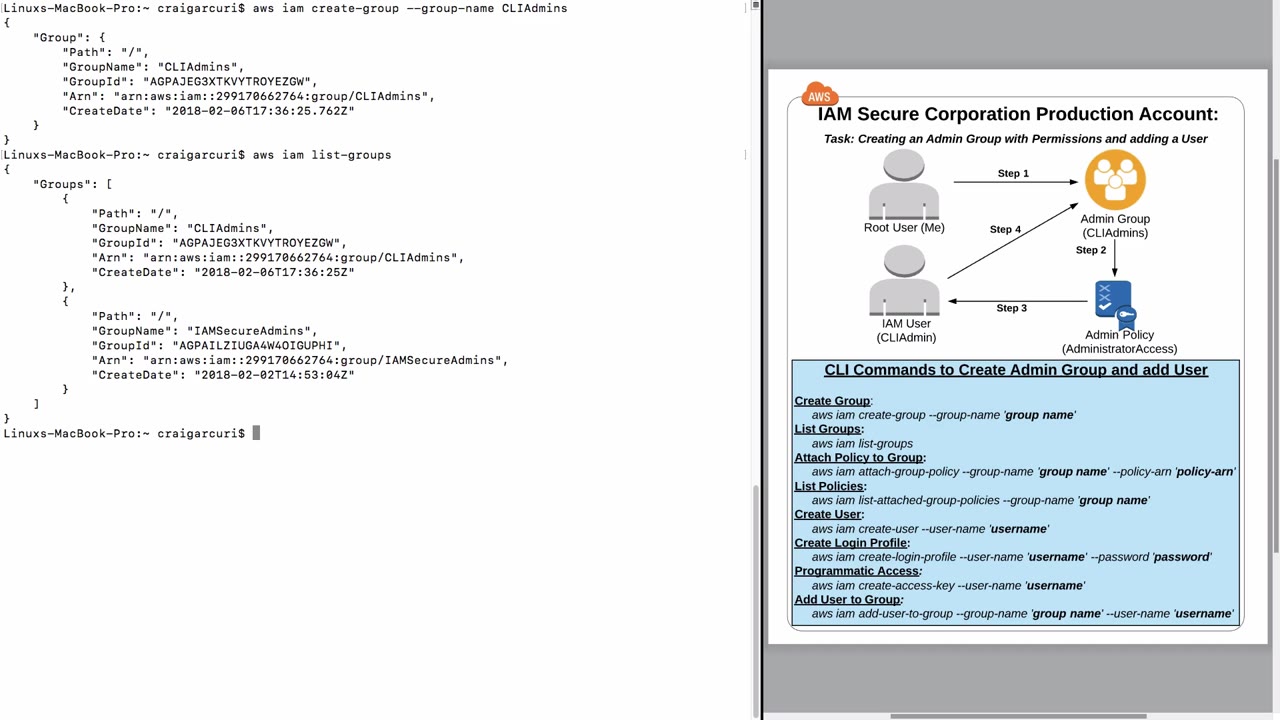 Linuxs-MacBook-Pro:~ craigarcuri$ aws iam create-group --group-name CLIAdmins
{
"Group": {
"Path": "/",
"GroupName": "CLIAdmins",
"GroupId": "AGPAJEG3XTKVYTROYEZGW",
"Arn": "arn:aws:iam::299170662764:group/CLIAdmins",
"CreateDate": "2018-02-06T17:36:25.762Z"
}
}
Linuxs-MacBook-Pro:~ craigarcuri$ aws iam list-groups
{
"Groups": [
{
"Path": "/",
"GroupName": "CLIAdmins",
"GroupId": "AGPAJEG3XTKVYTROYEZGW",
"Arn": "arn:aws:iam::299170662764:group/CLIAdmins",
"CreateDate": "2018-02-06T17:36:25Z"
},
{
"Path": "/",
"GroupName": "IAMSecureAdmins",
"GroupId": "AGPAILZIUGA4W4OIGUPHI",
"Arn": "arn:aws:iam::299170662764:group/IAMSecureAdmins",
"CreateDate": "2018-02-02T14:53:04Z"
}
]
}
Linuxs-MacBook-Pro:~ craigarcuri$
AWS
IAM Secure Corporation Production Account:
Task: Creating an Admin Group with Permissions and adding a User
Step 1
Root User (Me)
Admin Group
(CLIAdmins)
Step 4
Step 2
Step 3
IAM User
(CLIAdmin)
Admin Policy
(AdministratorAccess)
CLI Commands to Create Admin Group and add User
Create Group:
aws iam create-group --group-name 'group name'
List Groups:
aws iam list-groups
Attach Policy to Group:
aws iam attach-group-policy --group-name 'group name' --policy-arn 'policy-arn'
List Policies:
aws iam list-attached-group-policies --group-name 'group name'
Create User:
aws iam create-user --user-name 'username'
Create Login Profile:
aws iam create-login-profile --user-name 'username' --password 'password'
Programmatic Access:
aws iam create-access-key --user-name 'username'
Add User to Group:
aws iam add-user-to-group --group-name 'group name' --user-name 'username'